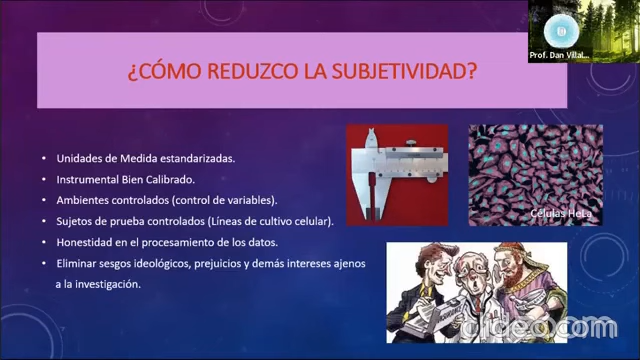 Prof. Dan Villal...
¿CÓMO REDUZCO LA SUBJETIVIDAD?
• Unidades de Medida estandarizadas.
• Instrumental Bien Calibrado.
• Ambientes controlados (control de variables).
• Sujetos de prueba controlados (Líneas de cultivo celular).
• Honestidad en el procesamiento de los datos.
• Eliminar sesgos ideológicos, prejuicios y demás intereses ajenos
a la investigación.
Células HeLa